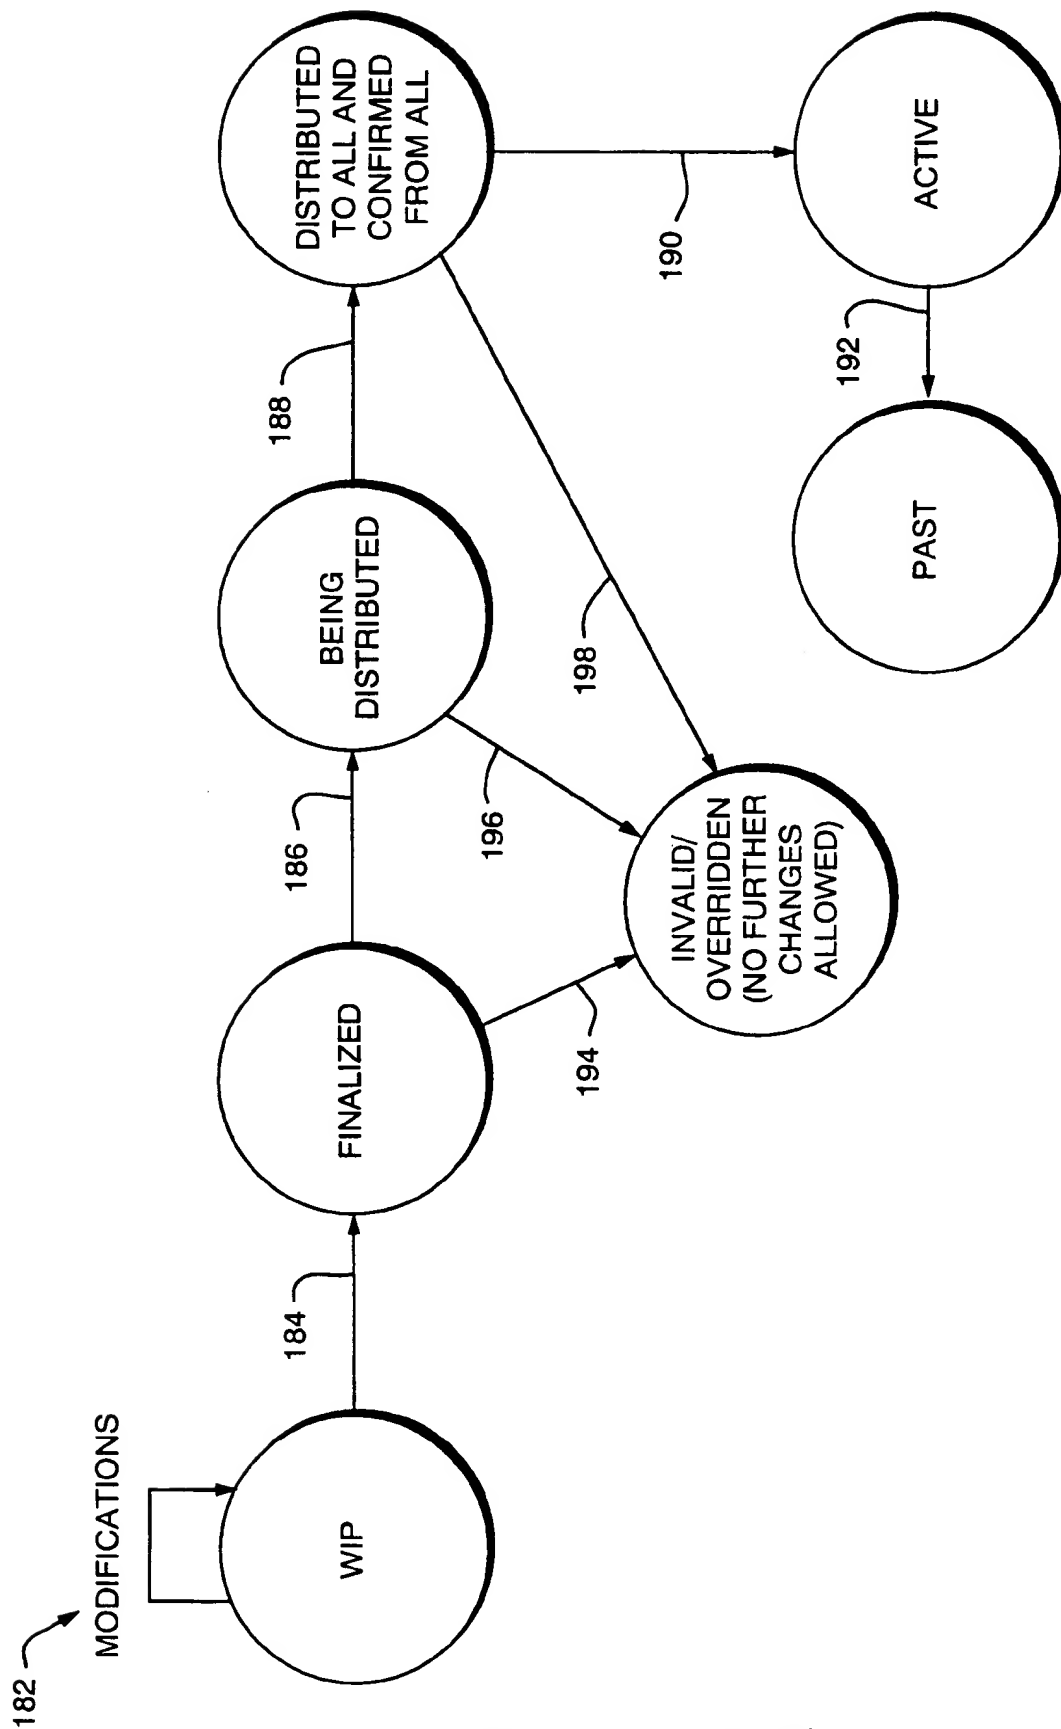 182
MODIFICATIONS
WIP
184
FINALIZED
186
BEING
DISTRIBUTED
188
DISTRIBUTED
TO ALL AND
CONFIRMED
FROM ALL
194
196
198
190
INVALID/
OVERRIDDEN
(NO FURTHER
CHANGES
ALLOWED)
PAST
192
ACTIVE